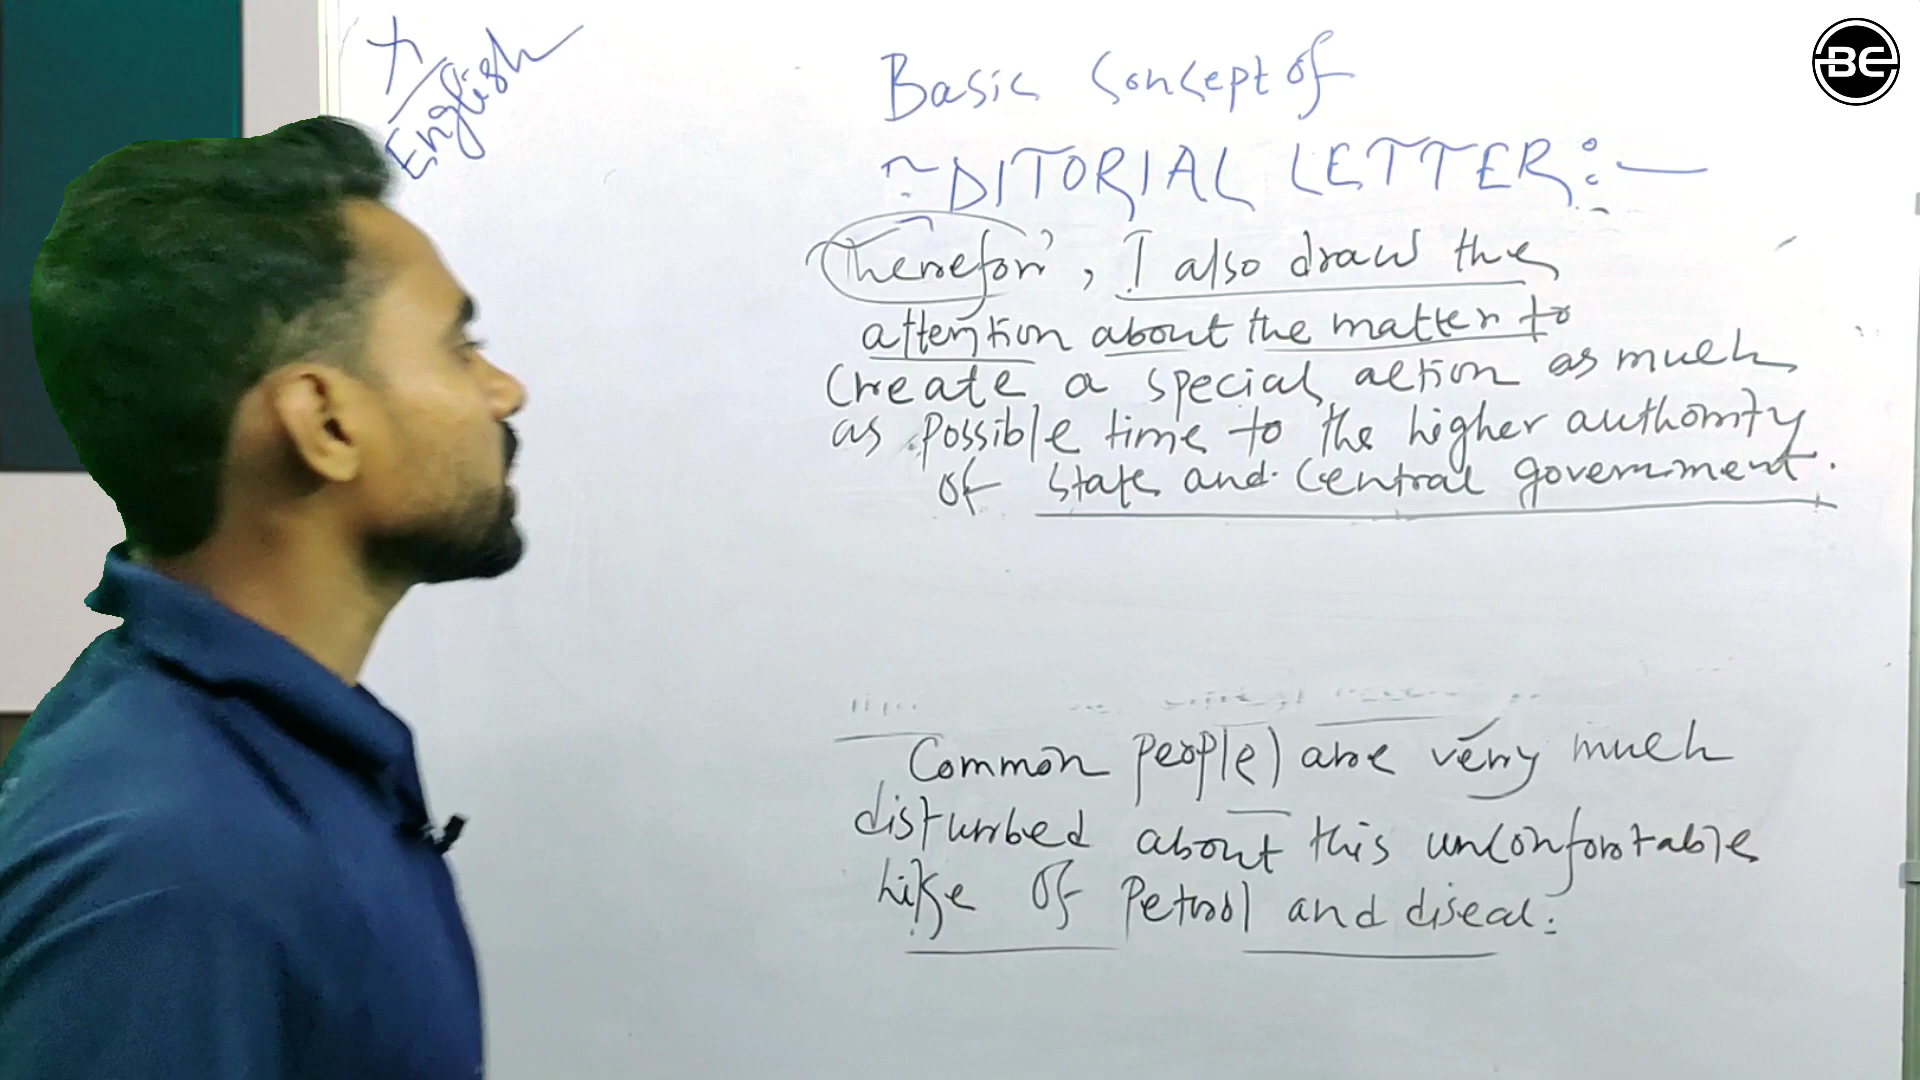 X
English
BE
Basic Concept of
EDITORIAL LETTER:—
Therefore, I also draw the
attention about the matter to
Create a special action as much
as possible time to the higher authority
of state and central government.
Common people are very much
disturbed about this unconfortable
hike of Petrol and diseal.